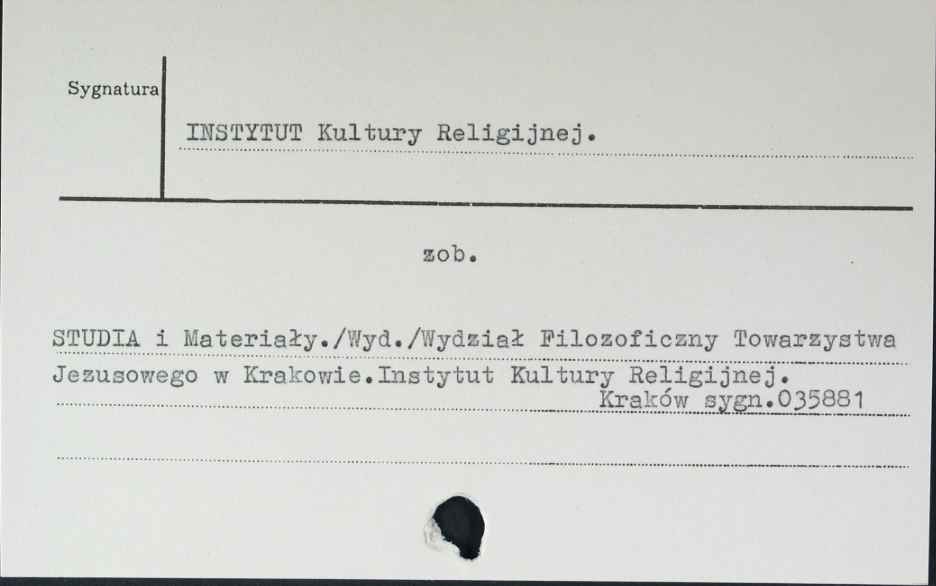 Sygnatura
INSTYTUT Kultury Religijnej.
zob.
STUDIA i Materiały./Wyd./Wydział Filozoficzny Towarzystwa
Jezusowego w Krakowie.Instytut Kultury Religijnej.
Kraków sygn.035881